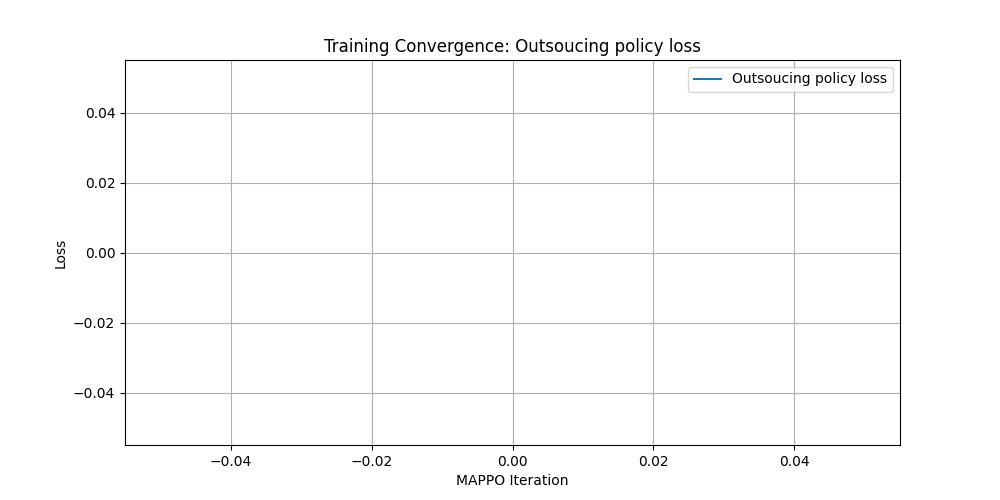 Training Convergence: Outsoucing policy loss
Outsoucing policy loss
0.04
0.02
0.00
−0.02
−0.04
Loss
−0.04
−0.02
0.00
0.02
0.04
MAPPO Iteration